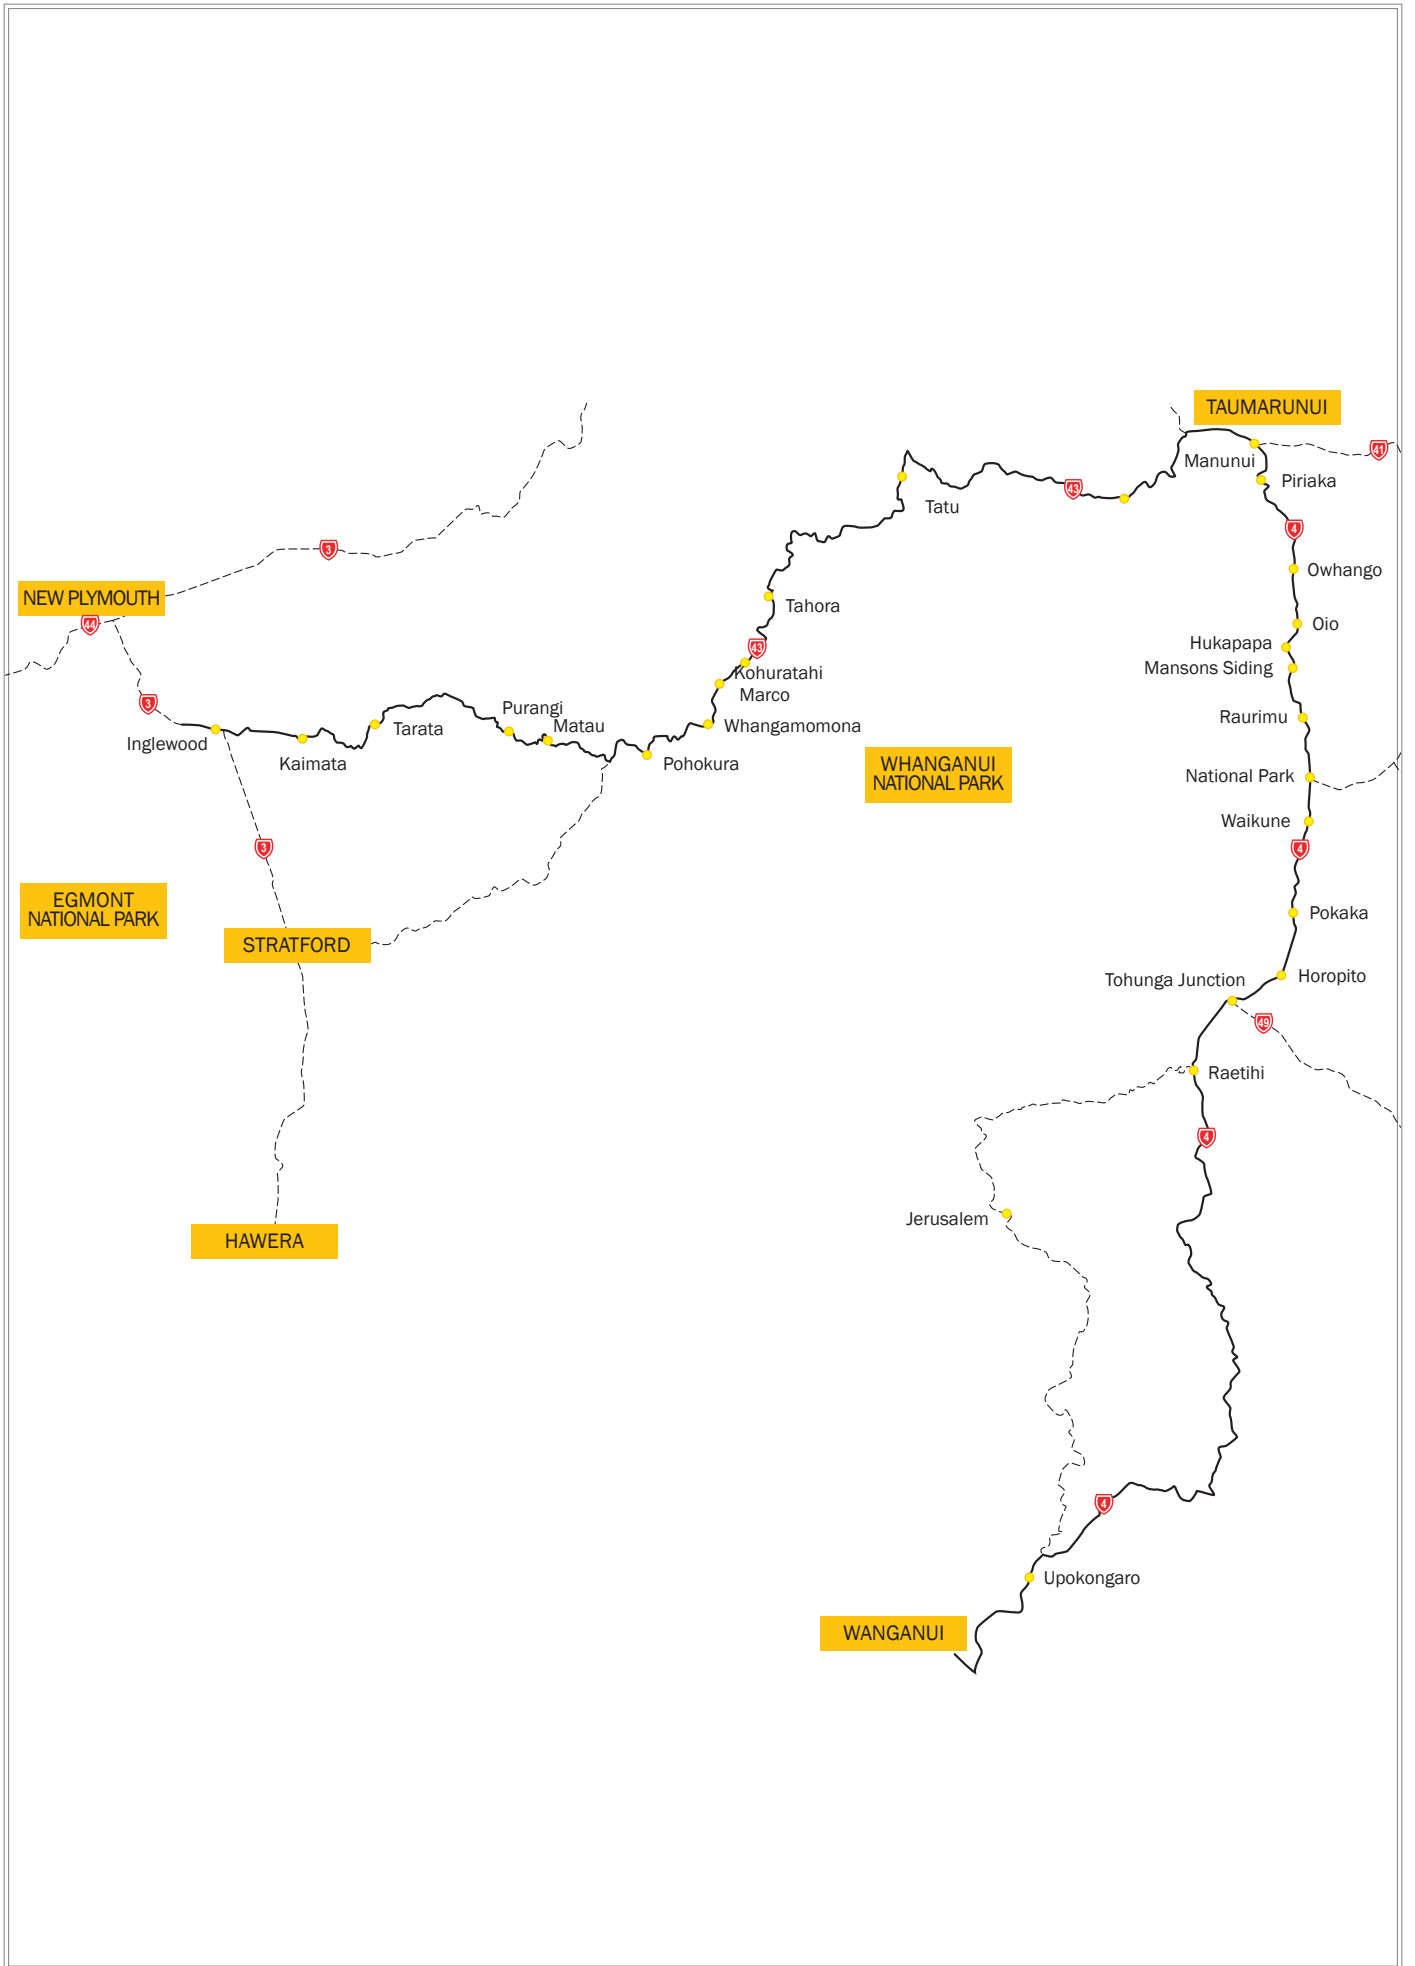 TAUMARUNUI
41
Manunui
Piriaka
43
Tatu
4
3
Owhango
NEW PLYMOUTH
Tahora
44
Oio
Hukapapa
43
Mansons Siding
Kohuratahi
Marco
3
Purangi
Raurimu
Matau
Whangamomona
Tarata
Inglewood
Kaimata
Pohokura
WHANGANUI
NATIONAL PARK
National Park
Waikune
3
4
EGMONT
NATIONAL PARK
Pokaka
STRATFORD
Horopito
Tohunga Junction
49
Raetihi
4
Jerusalem
HAWERA
4
Upokongaro
WANGANUI